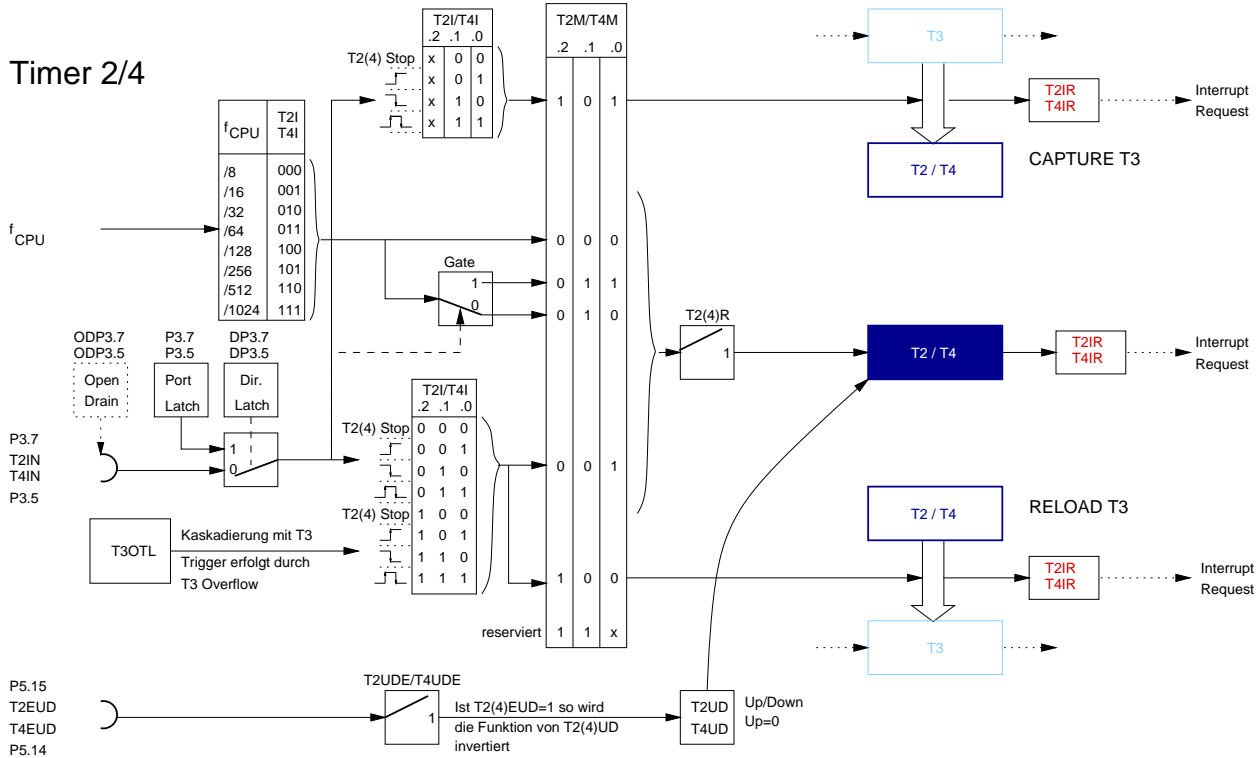 Timer 2/4
T2I/T4I
.2 .1 .0
T2(4) Stop x 0 0
x 0 1
x 1 0
x 1 1
T2M/T4M
.2 .1 .0
1 0 1
0 0 0
0 1 1
0 1 0
0 0 1
1 0 0
reserviert 1 1 x
T3
T2IR
T4IR
Interrupt
Request
T2 / T4
CAPTURE T3
fCPU
T2I
T4I
/8 000
/16 001
/32 010
/64 011
/128 100
/256 101
/512 110
/1024 111
fCPU
Gate
1
0
T2(4)R
1
T2 / T4
T2IR
T4IR
Interrupt
Request
ODP3.7
ODP3.5
Open
Drain
P3.7
P3.5
Port
Latch
DP3.7
DP3.5
Dir.
Latch
1
0
P3.7
T2IN
T4IN
P3.5
T2I/T4I
.2 .1 .0
T2(4) Stop 0 0 0
0 0 1
0 1 0
0 1 1
T2(4) Stop 1 0 0
1 0 1
1 1 0
1 1 1
T3OTL
Kaskadierung mit T3
Trigger erfolgt durch
T3 Overflow
T2 / T4
RELOAD T3
T2IR
T4IR
Interrupt
Request
T3
P5.15
T2EUD
T4EUD
P5.14
T2UDE/T4UDE
1
Ist T2(4)EUD=1 so wird
die Funktion von T2(4)UD
invertiert
T2UD
T4UD
Up/Down
Up=0